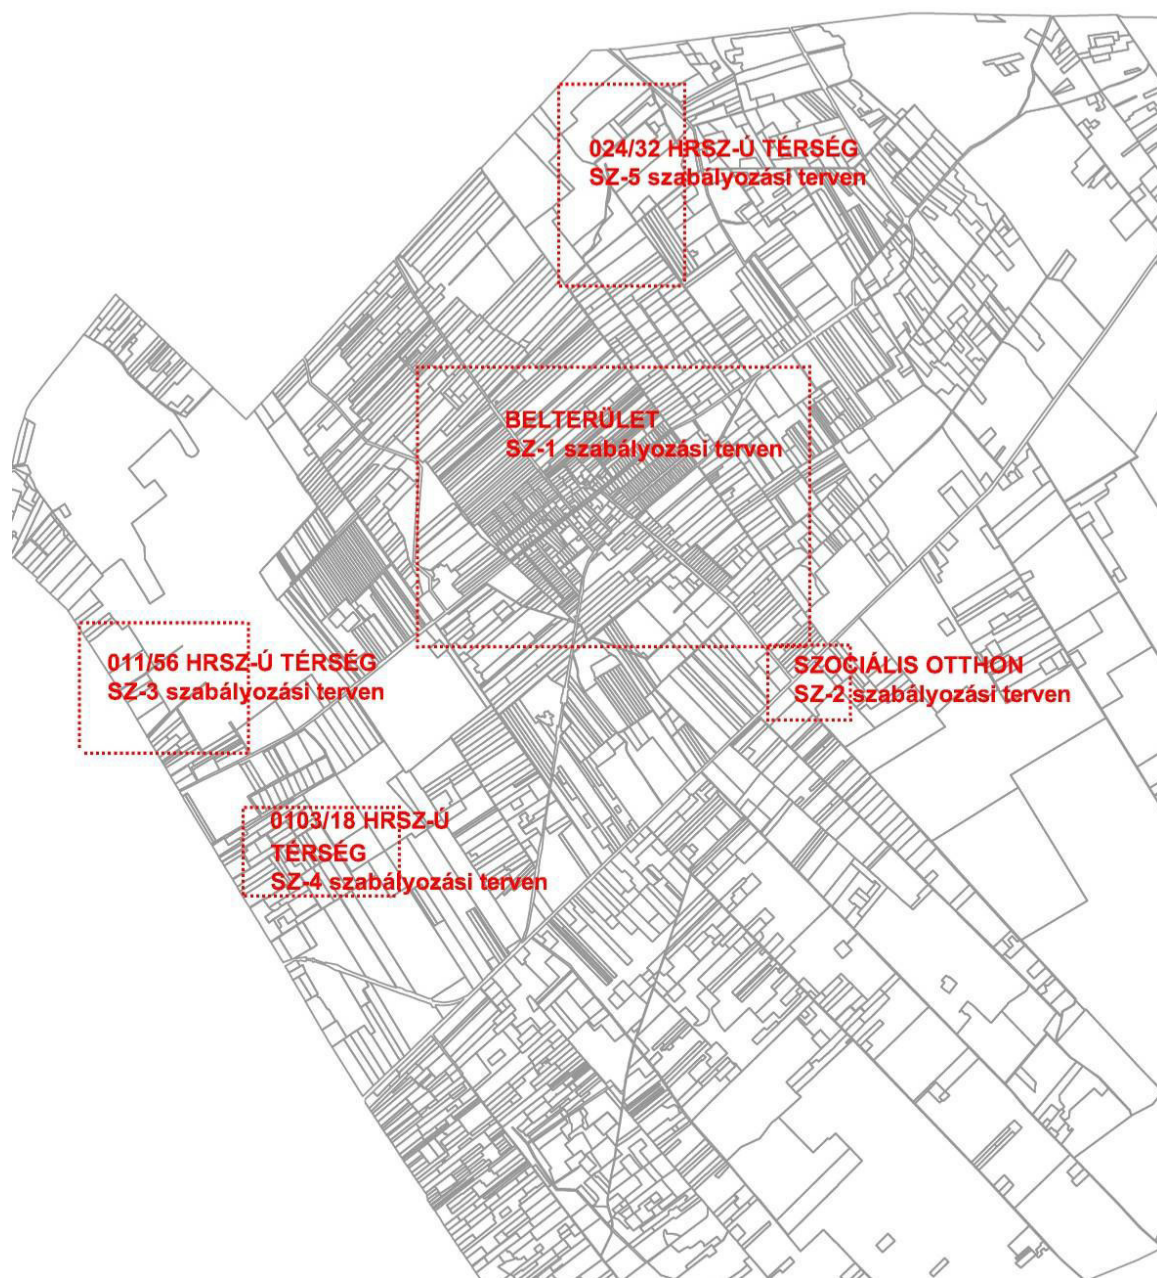 024/32 HRSZ-Ú TÉRSÉG
SZ-5 szabályozási terven
BELTERÜLET
SZ-1 szabályozási terven
011/56 HRSZ-Ú TÉRSÉG
SZ-3 szabályozási terven
SZOCIÁLIS OTTHON
SZ-2 szabályozási terven
0103/18 HRSZ-Ú
TÉRSÉG
SZ-4 szabályozási terven